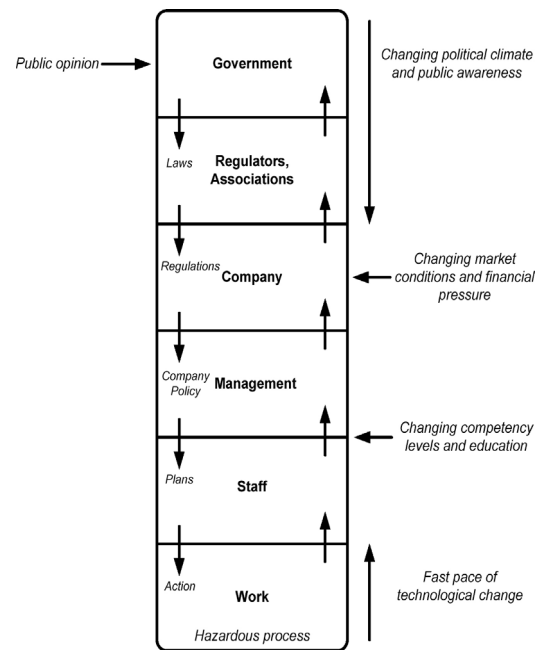 Public opinion
Government
Changing political climate
and public awareness
Laws
Regulators,
Associations
Regulations
Company
Changing market
conditions and financial
pressure
Company
Policy
Management
Changing competency
levels and education
Plans
Staff
Action
Work
Fast pace of
technological change
Hazardous process